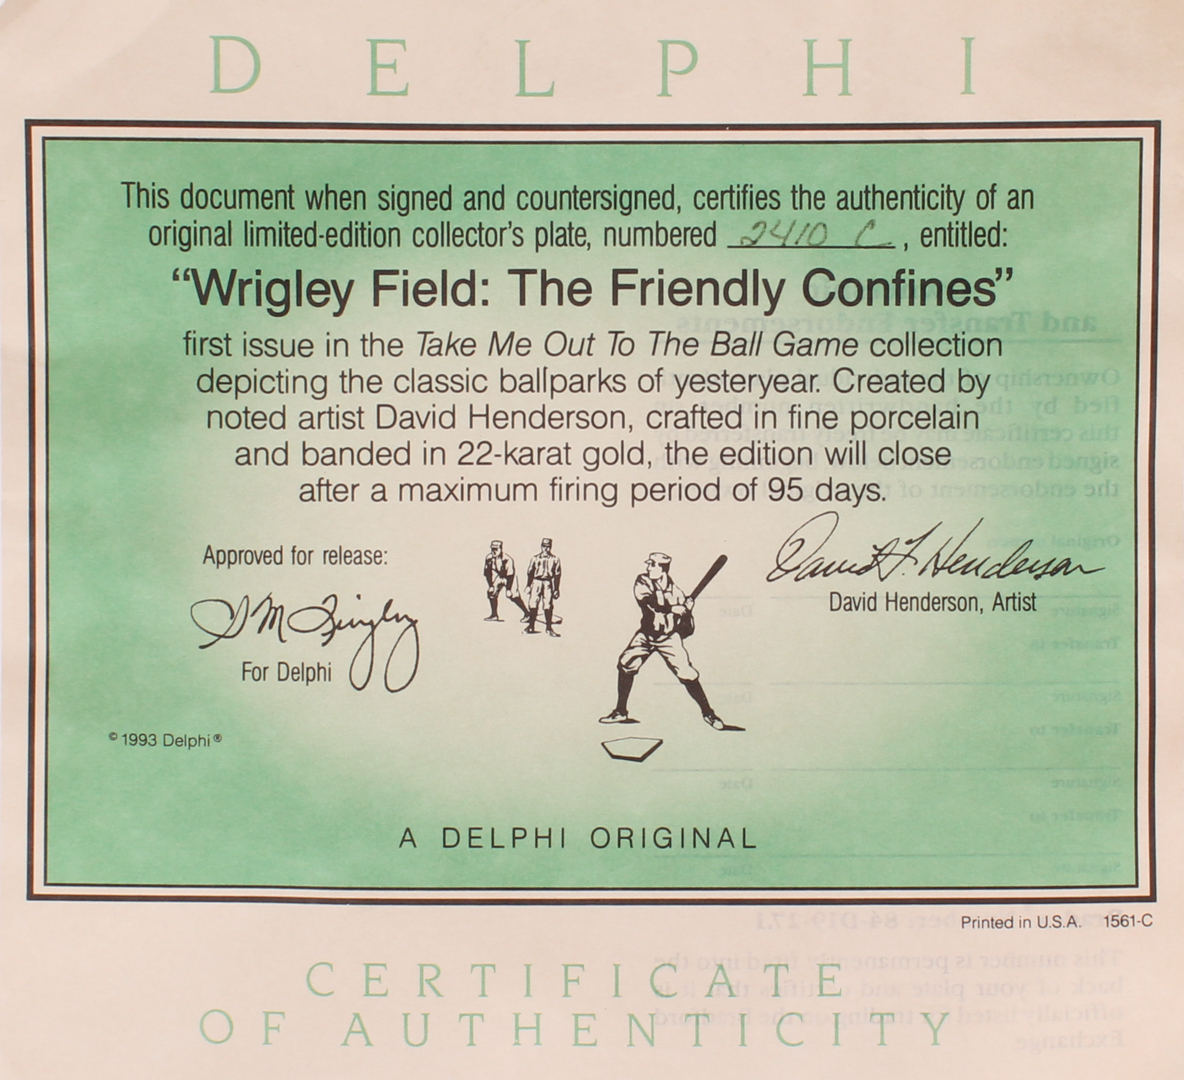 DELPHI
This document when signed and countersigned, certifies the authenticity of an
original limited-edition collector's plate, numbered 2410 C, entitled:
"Wrigley Field: The Friendly Confines"
first issue in the Take Me Out To The Ball Game collection
depicting the classic ballparks of yesteryear. Created by
noted artist David Henderson, crafted in fine porcelain
and banded in 22-karat gold, the edition will close
after a maximum firing period of 95 days.
Approved for release:
David Henderson, Artist
For Delphi
© 1993 Delphi®
A DELPHI ORIGINAL
Printed in U.S.A. 1561-C
CERTIFICATE
OF AUTHENTICITY